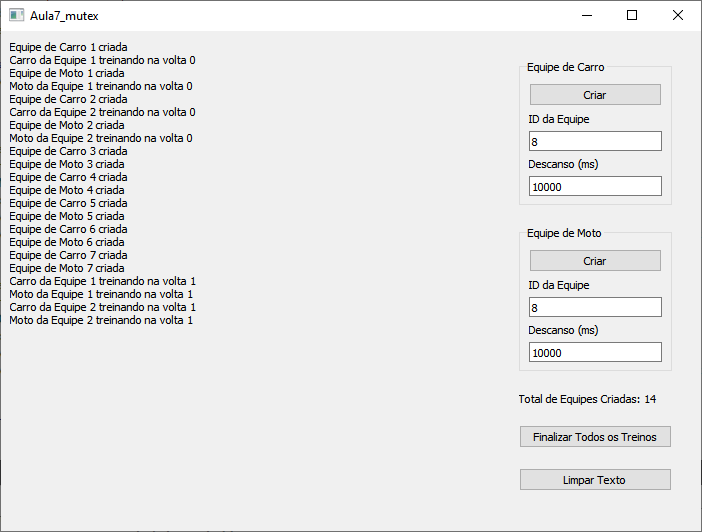 Aula7_mutex
Equipe de Carro 1 criada
Carro da Equipe 1 treinando na volta 0
Equipe de Moto 1 criada
Moto da Equipe 1 treinando na volta 0
Equipe de Carro 2 criada
Carro da Equipe 2 treinando na volta 0
Equipe de Moto 2 criada
Moto da Equipe 2 treinando na volta 0
Equipe de Carro 3 criada
Equipe de Moto 3 criada
Equipe de Carro 4 criada
Equipe de Moto 4 criada
Equipe de Carro 5 criada
Equipe de Moto 5 criada
Equipe de Carro 6 criada
Equipe de Moto 6 criada
Equipe de Carro 7 criada
Equipe de Moto 7 criada
Carro da Equipe 1 treinando na volta 1
Moto da Equipe 1 treinando na volta 1
Carro da Equipe 2 treinando na volta 1
Moto da Equipe 2 treinando na volta 1
Equipe de Carro
Criar
ID da Equipe
8
Descanso (ms)
10000
Equipe de Moto
Criar
ID da Equipe
8
Descanso (ms)
10000
Total de Equipes Criadas: 14
Finalizar Todos os Treinos
Limpar Texto